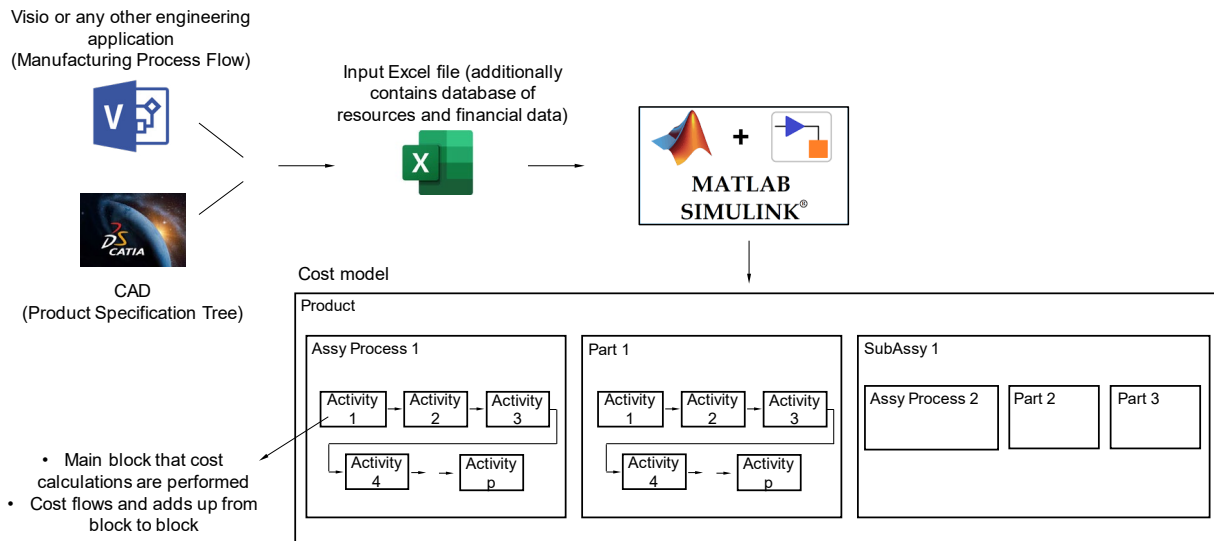 Visio or any other engineering
application
(Manufacturing Process Flow)
V
Input Excel file (additionally
contains database of
resources and financial data)
X
+
MATLAB
SIMULINK®
DS
CATIA
CAD
(Product Specification Tree)
Cost model
Product
Assy Process 1
Activity
1
Activity
2
Activity
3
Activity
4
Activity
p
Part 1
Activity
1
Activity
2
Activity
3
Activity
4
Activity
p
SubAssy 1
Assy Process 2
Part 2
Part 3
• Main block that cost
calculations are performed
• Cost flows and adds up from
block to block